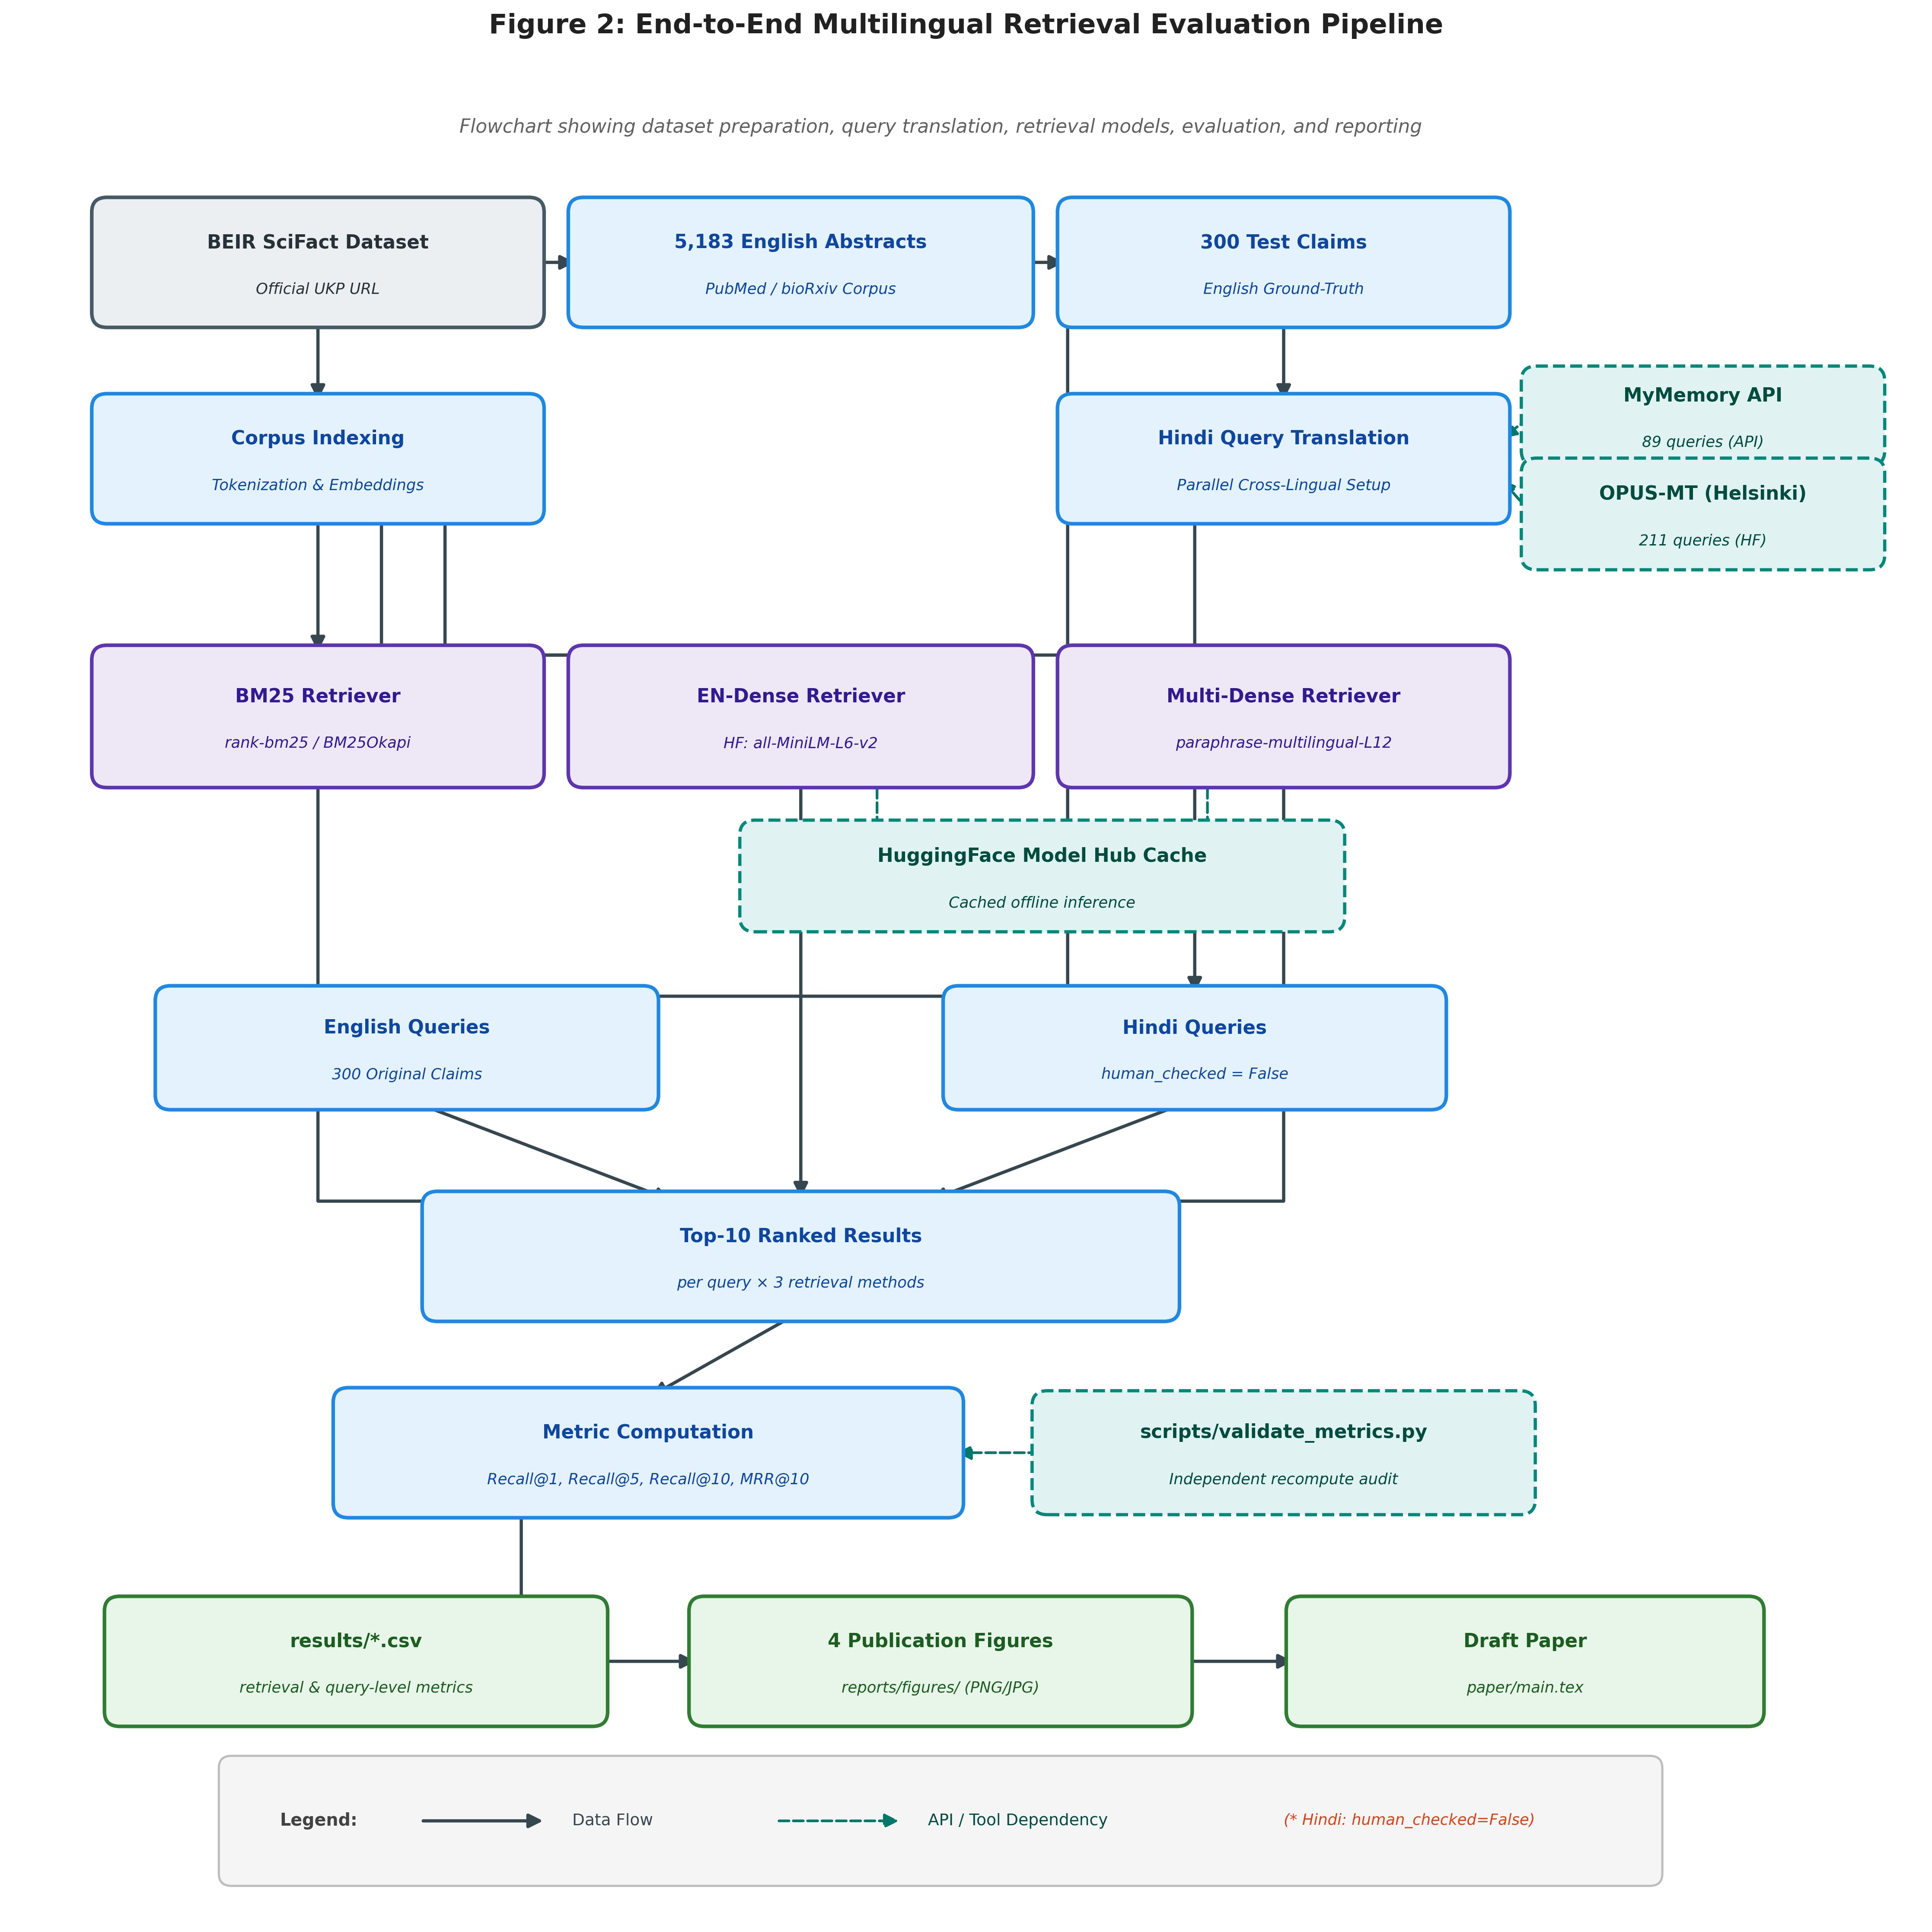 Figure 2: End-to-End Multilingual Retrieval Evaluation Pipeline
Flowchart showing dataset preparation, query translation, retrieval models, evaluation, and reporting
BEIR SciFact Dataset
Official UKP URL
5,183 English Abstracts
PubMed / bioRxiv Corpus
300 Test Claims
English Ground-Truth
Corpus Indexing
Tokenization & Embeddings
Hindi Query Translation
Parallel Cross-Lingual Setup
MyMemory API
89 queries (API)
OPUS-MT (Helsinki)
211 queries (HF)
BM25 Retriever
rank-bm25 / BM25Okapi
EN-Dense Retriever
HF: all-MiniLM-L6-v2
Multi-Dense Retriever
paraphrase-multilingual-L12
HuggingFace Model Hub Cache
Cached offline inference
English Queries
300 Original Claims
Hindi Queries
human_checked = False
Top-10 Ranked Results
per query × 3 retrieval methods
Metric Computation
Recall@1, Recall@5, Recall@10, MRR@10
scripts/validate_metrics.py
Independent recompute audit
results/*.csv
retrieval & query-level metrics
4 Publication Figures
reports/figures/ (PNG/JPG)
Draft Paper
paper/main.tex
Legend:
Data Flow
API / Tool Dependency
(* Hindi: human_checked=False)